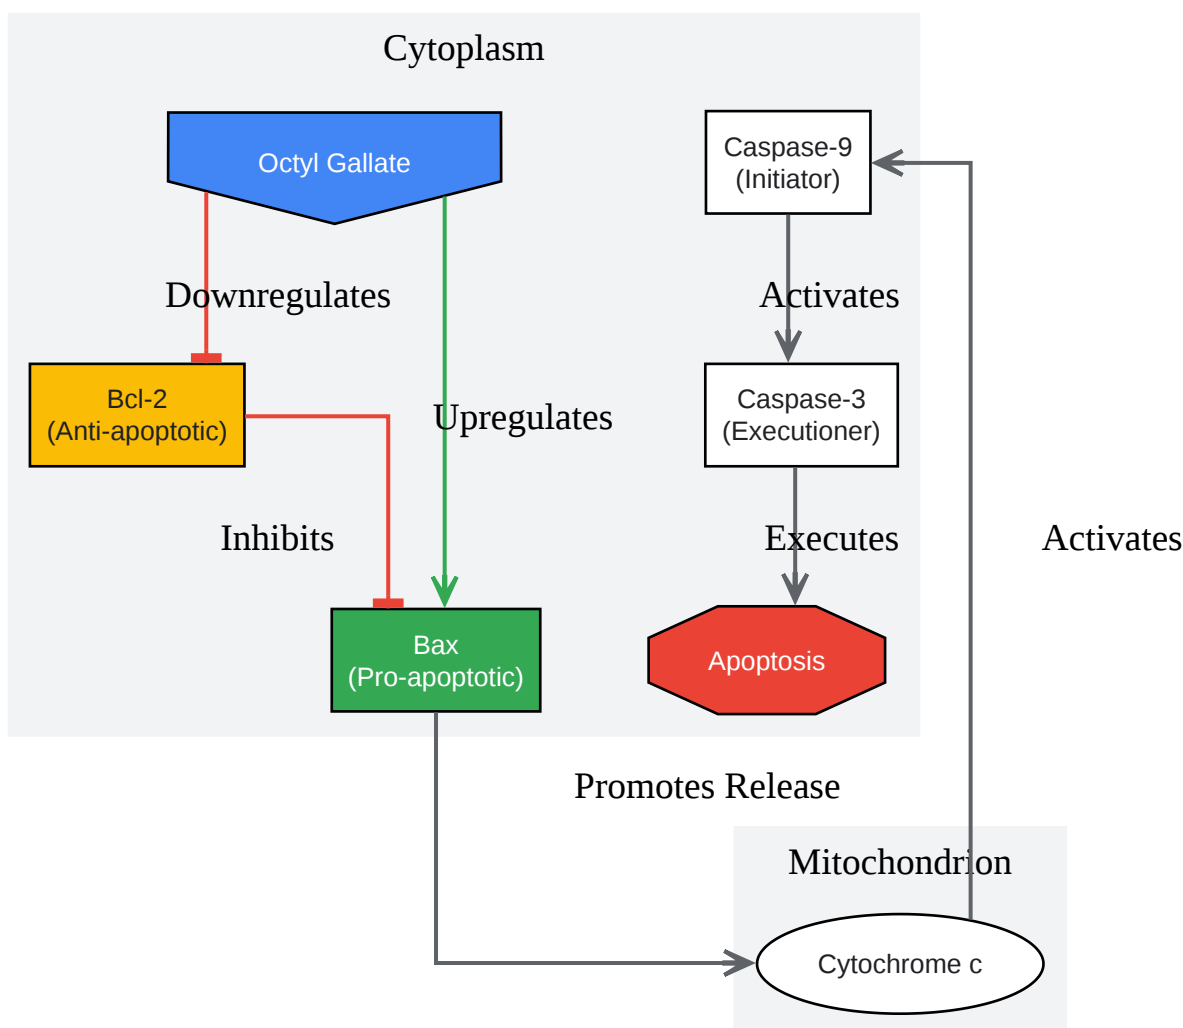 Cytoplasm
Octyl Gallate
Caspase-9
(Initiator)
Downregulates
Activates
Bcl-2
(Anti-apoptotic)
Upregulates
Caspase-3
(Executioner)
Inhibits
Executes
Activates
Bax
(Pro-apoptotic)
Apoptosis
Promotes Release
Mitochondrion
Cytochrome c